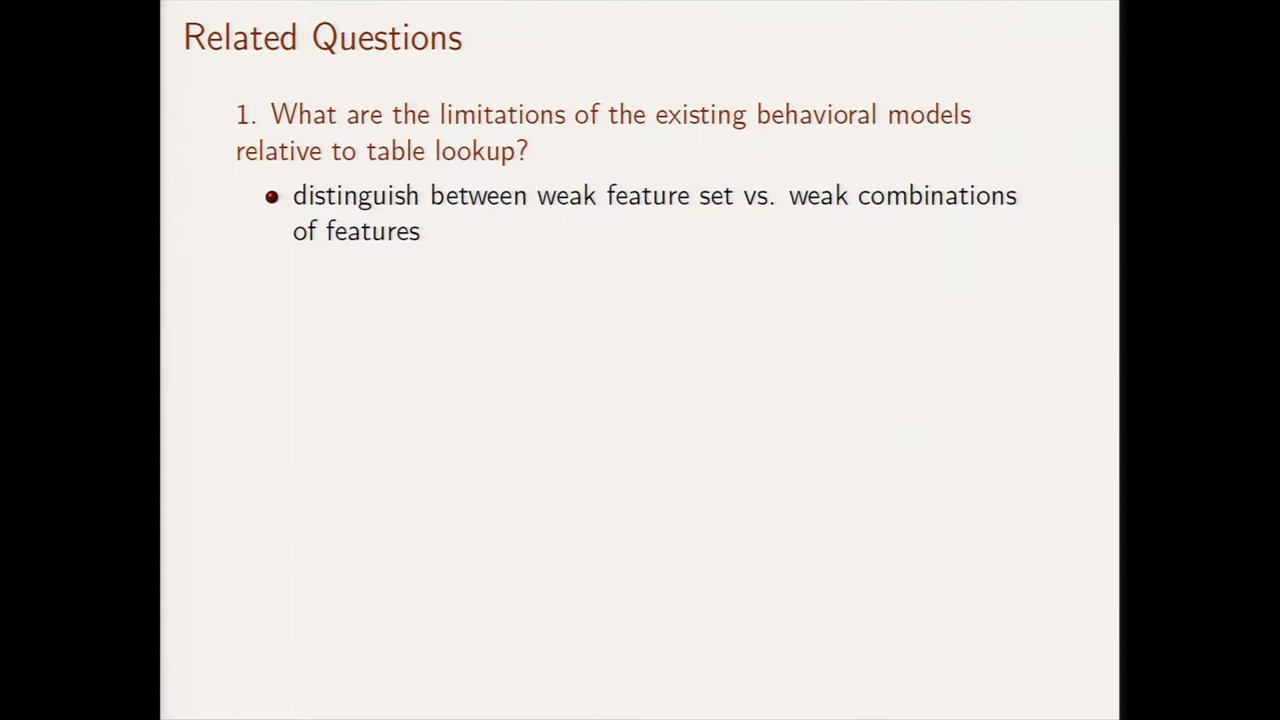 Related Questions
1. What are the limitations of the existing behavioral models
relative to table lookup?
distinguish between weak feature set vs. weak combinations
of features